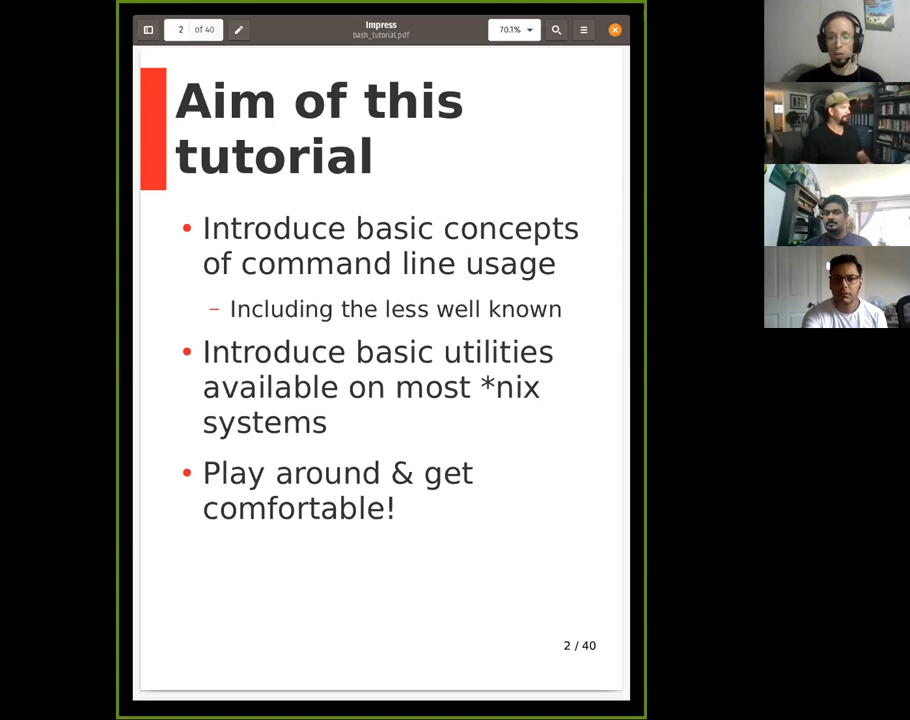 Impress
bash_tutorial.pdf
2 of 40
70.1%
Aim of this
tutorial
• Introduce basic concepts
of command line usage
– Including the less well known
• Introduce basic utilities
available on most *nix
systems
• Play around & get
comfortable!
2 / 40